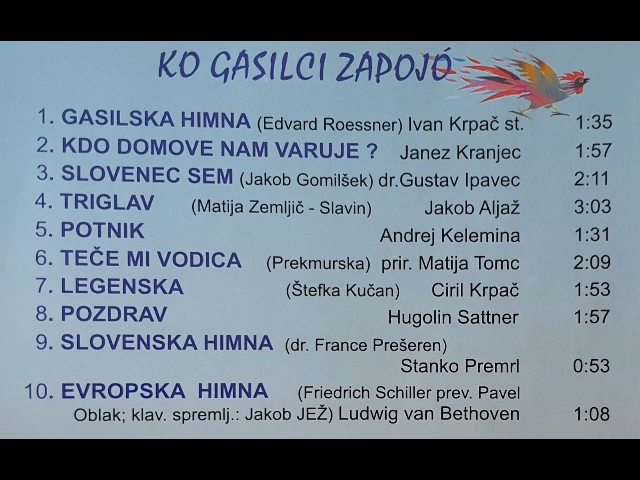 KO GASILCI ZAPOJÓ
1. GASILSKA HIMNA (Edvard Roessner) Ivan Krpač st. 1:35
2. KDO DOMOVE NAM VARUJE ? Janez Kranjec 1:57
3. SLOVENEC SEM (Jakob Gomilšek) dr.Gustav Ipavec 2:11
4. TRIGLAV (Matija Zemljič - Slavin) Jakob Aljaž 3:03
5. POTNIK Andrej Kelemina 1:31
6. TEČE MI VODICA (Prekmurska) prir. Matija Tomc 2:09
7. LEGENSKA (Štefka Kučan) Ciril Krpač 1:53
8. POZDRAV Hugolin Sattner 1:57
9. SLOVENSKA HIMNA (dr. France Prešeren)
Stanko Premrl 0:53
10. EVROPSKA HIMNA (Friedrich Schiller prev. Pavel
Oblak; klav. spremlj.: Jakob JEŽ) Ludwig van Bethoven 1:08